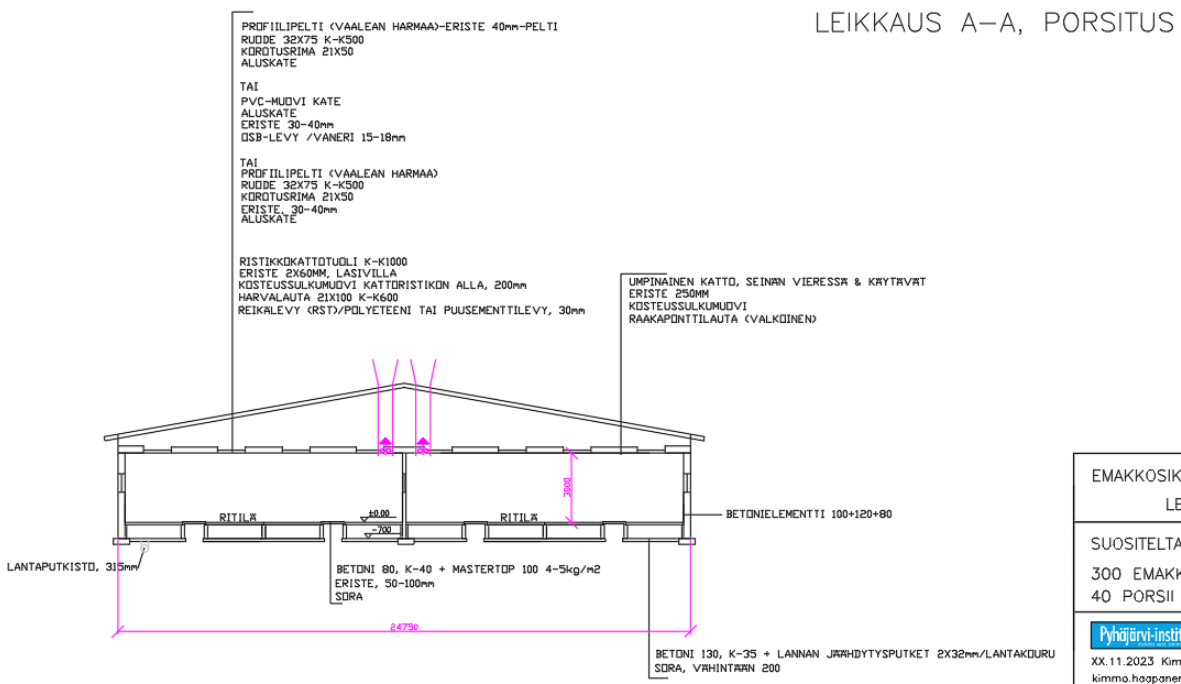 LEIKKAUS A-A, PORSITUS
PROFIILIPELTI (VAALEAN HARMAA)-ERISTE 40mm-PELTI
RUODE 32X75 K-K500
KOROTUSRIMA 21X50
ALUSKATE
TAI
PVC-MUOVI KATE
ALUSKATE
ERISTE 30-40mm
OSB-LEVY /VANERI 15-18mm
TAI
PROFIILIPELTI (VAALEAN HARMAA)
RUODE 32X75 K-K500
KOROTUSRIMA 21X50
ERISTE, 30-40mm
ALUSKATE
RISTIKKOKATTOTUOLI K-K1000
ERISTE 2X60MM, LASIVILLA
KOSTEUSSULKUMUOVI KATTORISTIKON ALLA, 200mm
HARVALAUTA 21X100 K-K600
REIKÄLEVY (RST)/POLYETEENI TAI PUUSEMENTTILEVY, 30mm
UMPINAINEN KATTO, SEINÄN VIERESSÄ & KÄYTÄVÄT
ERISTE 250MM
KOSTEUSSULKUMUOVI
RAAKAPONTTILAUTA (VALKOINEN)
3000
RITILÄ
±0.00
RITILÄ
-700
BETONIELEMENTTI 100+120+80
LANTAPUTKISTO, 315mm
BETONI 80, K-40 + MASTERTOP 100 4-5kg/m2
ERISTE, 50-100mm
SORA
24750
BETONI 130, K-35 + LANNAN JÄÄHDYTYSPUTKET 2X32mm/LANTAKOURU
SORA, VÄHINTÄÄN 200
EMAKKOSIK
LE
SUOSITELTA
300 EMAKK
40 PORSII
Pyhäjärvi-instit
XX.11.2023 Kim
kimmo.haapaner